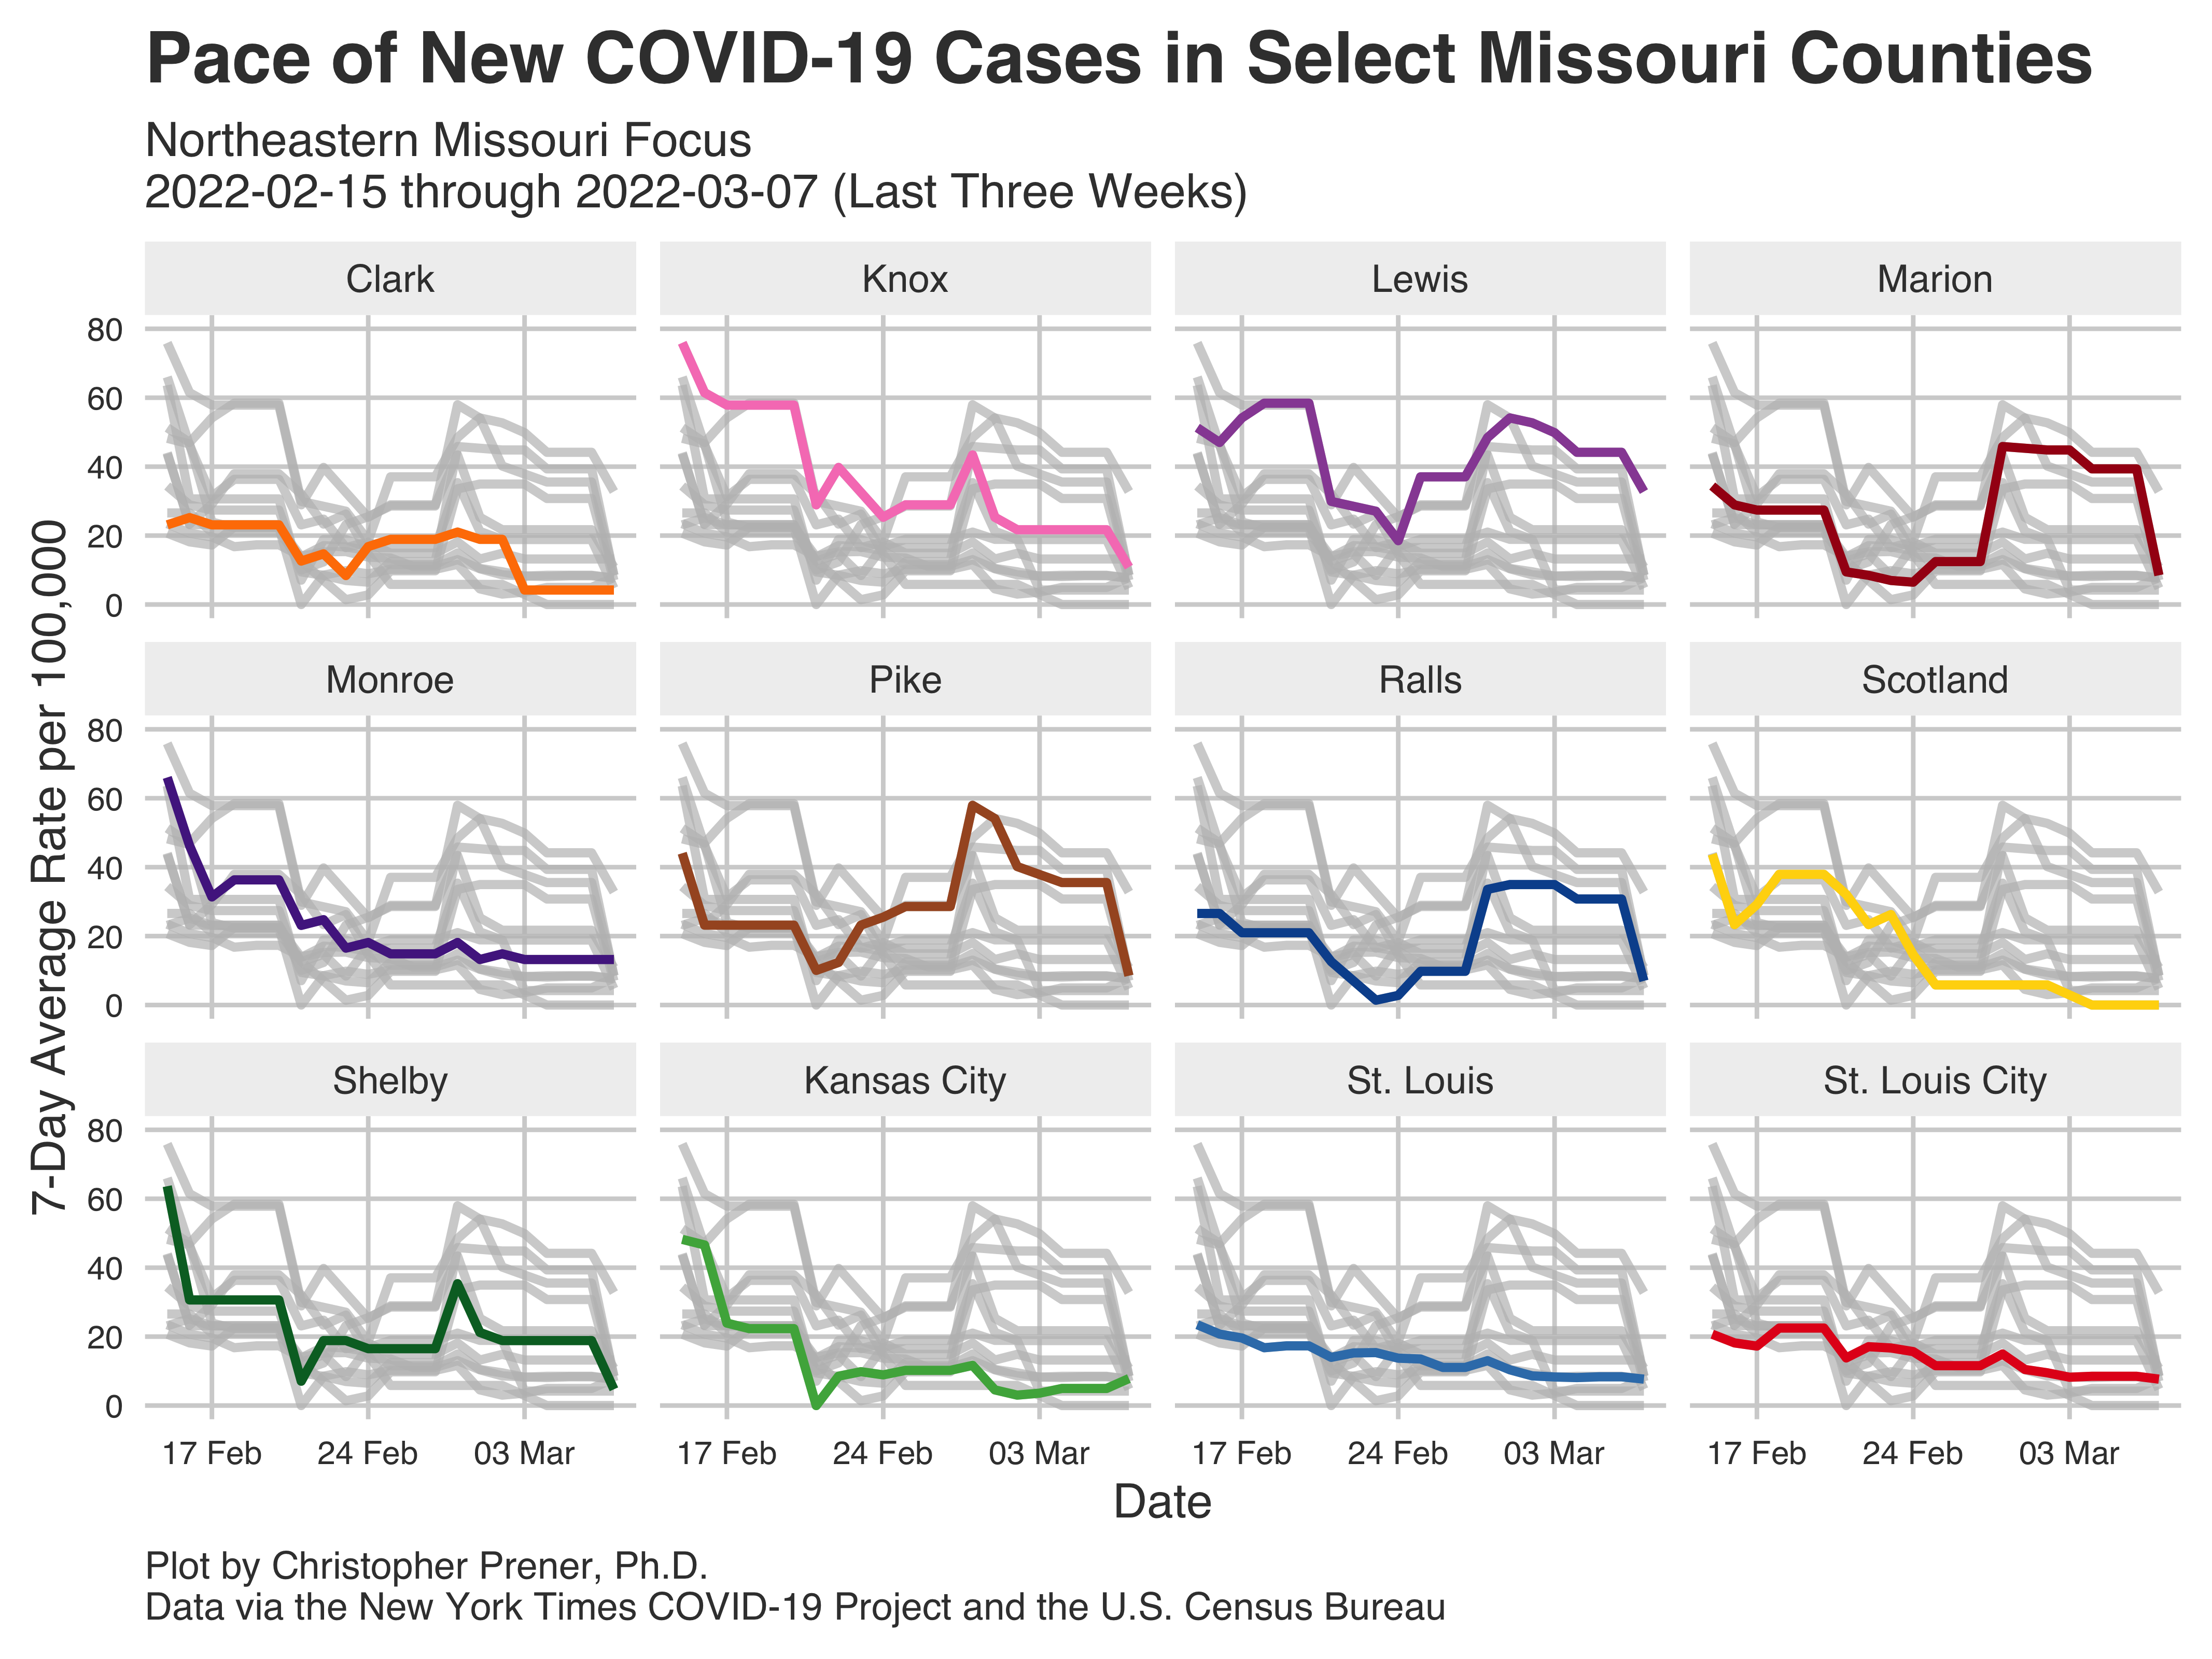 Pace of New COVID-19 Cases in Select Missouri Counties
Northeastern Missouri Focus
2022-02-15 through 2022-03-07 (Last Three Weeks)
7-Day Average Rate per 100,000
Clark
Knox
Lewis
Marion
80
60
40
20
0
Monroe
Pike
Ralls
Scotland
80
60
40
20
0
Shelby
Kansas City
St. Louis
St. Louis City
80
60
40
20
0
17 Feb
24 Feb
03 Mar
17 Feb
24 Feb
03 Mar
17 Feb
24 Feb
03 Mar
17 Feb
24 Feb
03 Mar
Date
Plot by Christopher Prener, Ph.D.
Data via the New York Times COVID-19 Project and the U.S. Census Bureau